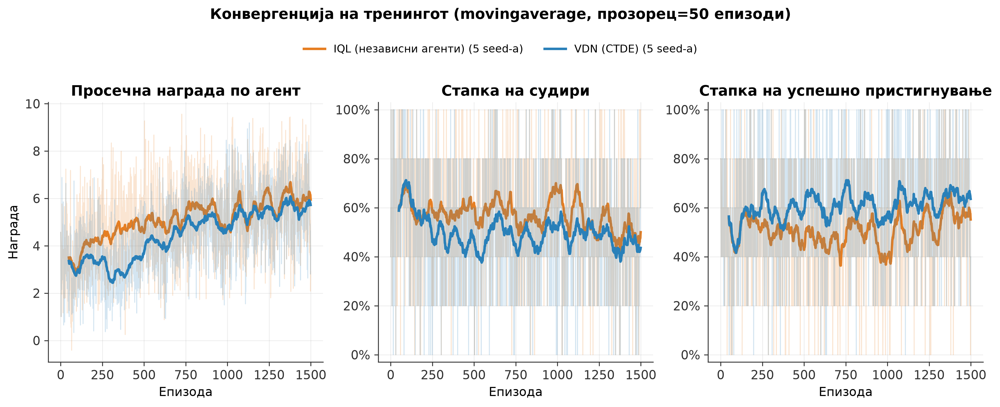 Конвергенција на тренингот (movingaverage, прозорец=50 епизоди)
IQL (независни агенти) (5 seed-а) VDN (CTDE) (5 seed-а)
Просечна награда по агент
Награда
10
8
6
4
2
0
0 250 500 750 1000 1250 1500
Епизода
Стапка на судири
100%
80%
60%
40%
20%
0%
0 250 500 750 1000 1250 1500
Епизода
Стапка на успешно пристигнување
100%
80%
60%
40%
20%
0%
0 250 500 750 1000 1250 1500
Епизода